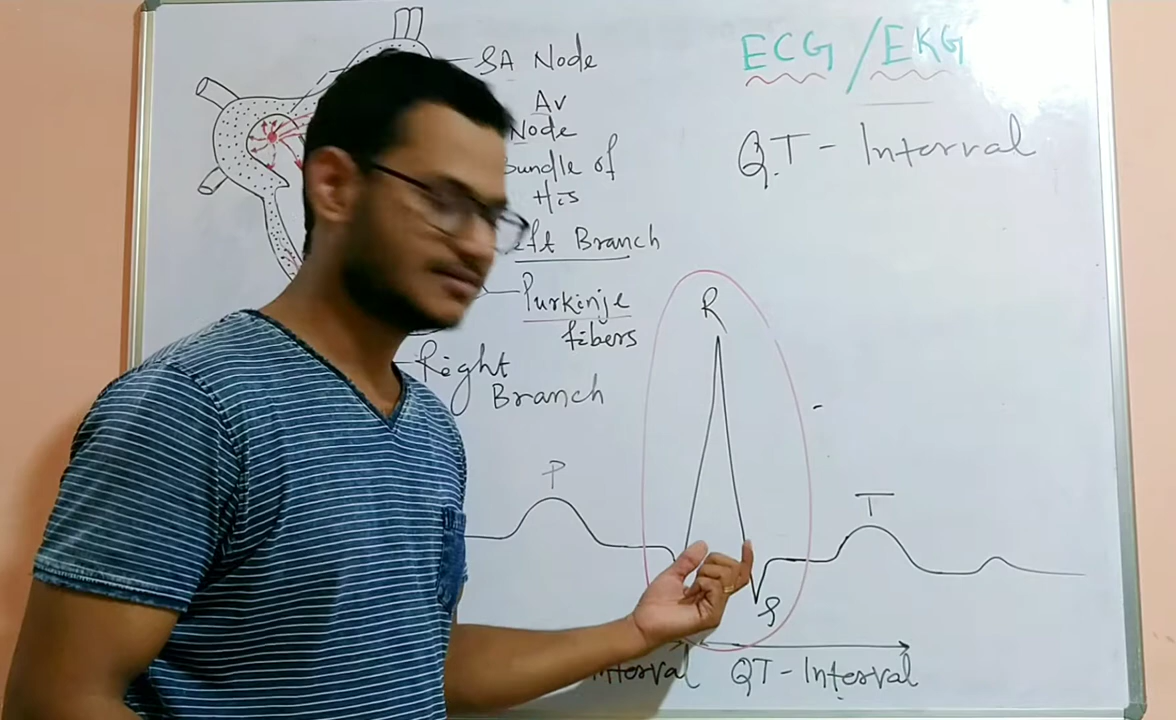 SA Node
Av
Node
Bundle of
His
Left Branch
Purkinje
fibers
Right
Branch
ECG / EKG
QT - Interval
P
R
S
T
Interval
QT - Interval